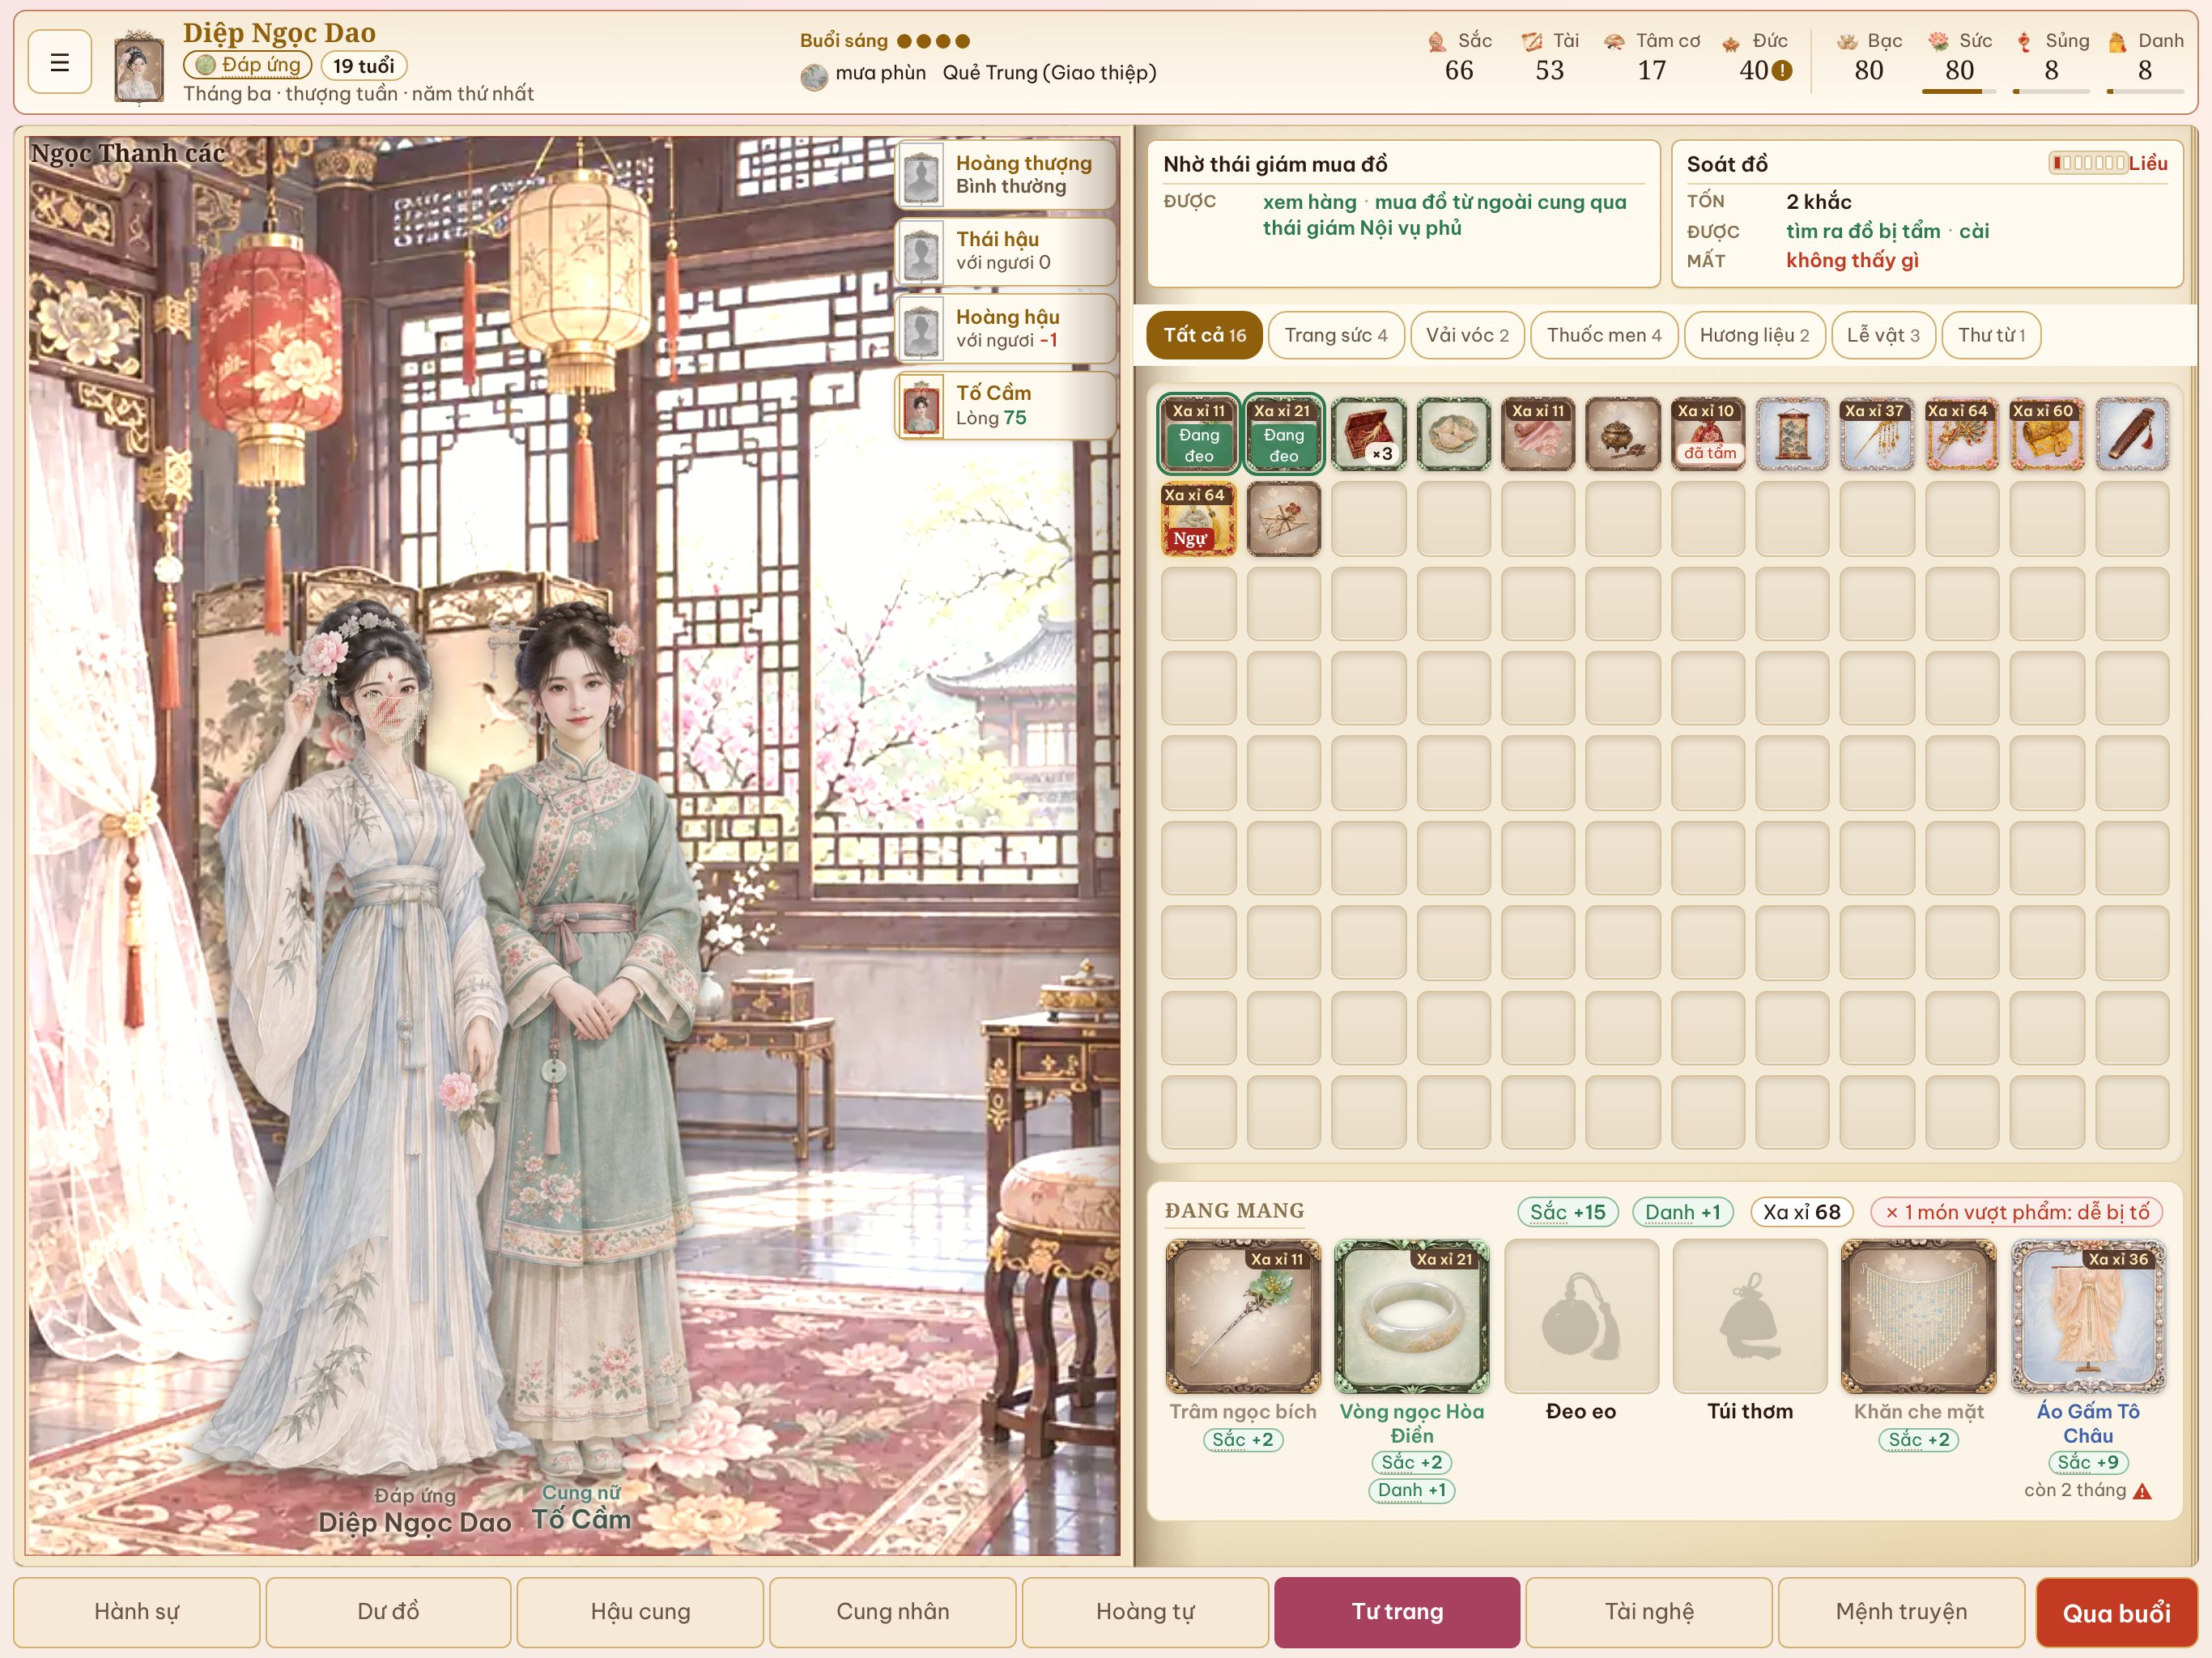 Diệp Ngọc Dao
Đáp ứng 19 tuổi
Tháng ba · thượng tuần · năm thứ nhất
Buổi sáng
mưa phùn Quẻ Trung (Giao thiệp)
Sắc 66
Tài 53
Tâm cơ 17
Đức 40 !
Bạc 80
Sức 80
Sủng 8
Danh 8
Ngọc Thanh các
Hoàng thượng
Bình thường
Thái hậu
với ngươi 0
Hoàng hậu
với ngươi -1
Tố Cầm
Lòng 75
Đáp ứng
Diệp Ngọc Dao
Cung nữ
Tố Cầm
Nhờ thái giám mua đồ
ĐƯỢC xem hàng · mua đồ từ ngoài cung qua
thái giám Nội vụ phủ
Soát đồ Liều
TỐN 2 khắc
ĐƯỢC tìm ra đồ bị tẩm · cài
MẤT không thấy gì
Tất cả 16 Trang sức 4 Vải vóc 2 Thuốc men 4 Hương liệu 2 Lễ vật 3 Thư từ 1
Xa xỉ 11 Đang đeo
Xa xỉ 21 Đang đeo
×3
Xa xỉ 11
Xa xỉ 10 đã tẩm
Xa xỉ 37
Xa xỉ 64
Xa xỉ 60
Xa xỉ 64 Ngự
ĐANG MANG Sắc +15 Danh +1 Xa xỉ 68 × 1 món vượt phẩm: dễ bị tố
Xa xỉ 11
Trâm ngọc bích
Sắc +2
Xa xỉ 21
Vòng ngọc Hòa
Điền
Sắc +2
Danh +1
Đeo eo
Túi thơm
Khăn che mặt
Sắc +2
Xa xỉ 36
Áo Gấm Tô
Châu
Sắc +9
còn 2 tháng
Hành sự Dư đồ Hậu cung Cung nhân Hoàng tự Tư trang Tài nghệ Mệnh truyện Qua buổi